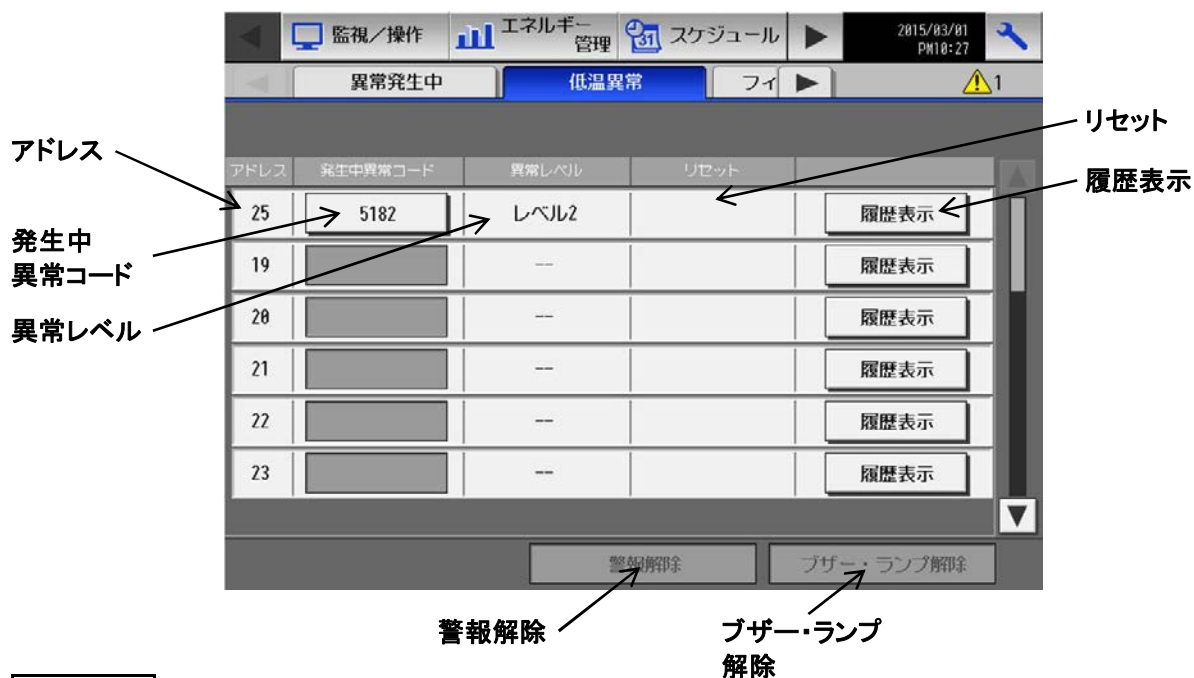 監視/操作
エネルギー
管理
31
スケジュール
2015/03/01
PM10:27
異常発生中
低温異常
フィ
1
リセット
アドレス
履歴表示
アドレス
発生中異常コード
異常レベル
リセット
25
5182
レベル2
履歴表示
発生中
異常コード
19
--
履歴表示
異常レベル
20
--
履歴表示
21
--
履歴表示
22
--
履歴表示
23
--
履歴表示
警報解除
ブザー・ランプ解除
警報解除
ブザー・ランプ
解除